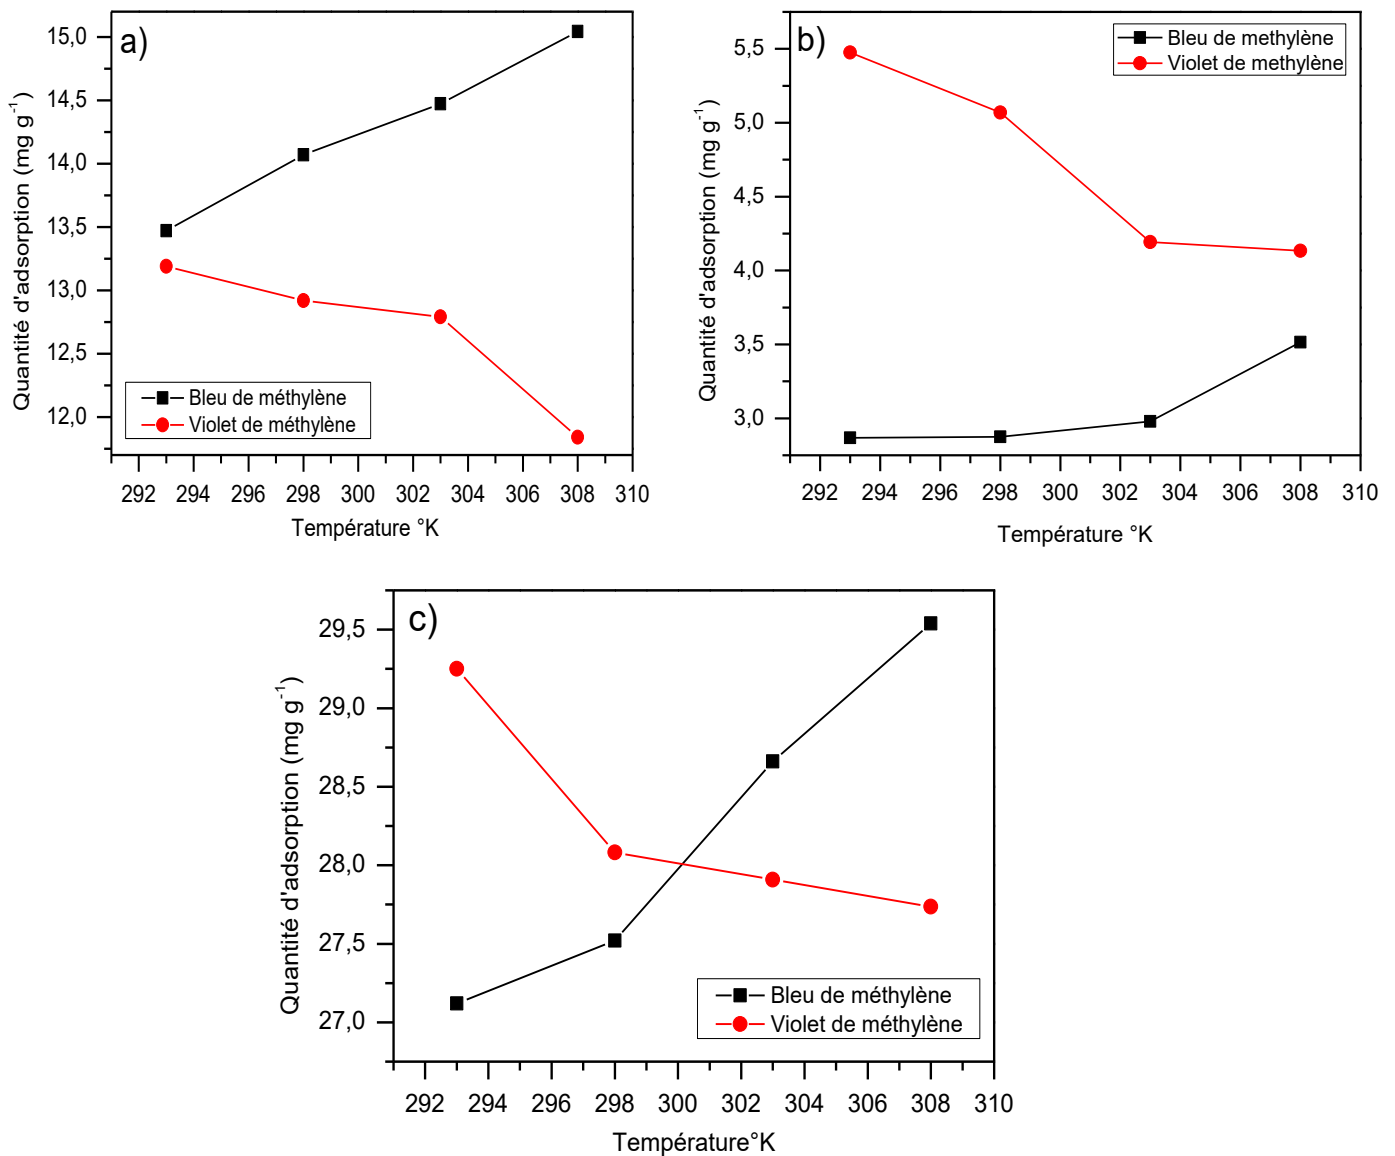 a)
Quantité d'adsorption (mg g-1)
15,0
14,5
14,0
13,5
13,0
12,5
12,0
Bleu de méthylène
Violet de méthylène
292 294 296 298 300 302 304 306 308 310
Température °K
b)
Quantité d'adsorption (mg g-1)
5,5
5,0
4,5
4,0
3,5
3,0
Bleu de methylène
Violet de methylène
292 294 296 298 300 302 304 306 308 310
Température °K
c)
Quantité d'adsorption (mg g-1)
29,5
29,0
28,5
28,0
27,5
27,0
Bleu de méthylène
Violet de méthylène
292 294 296 298 300 302 304 306 308 310
Température°K